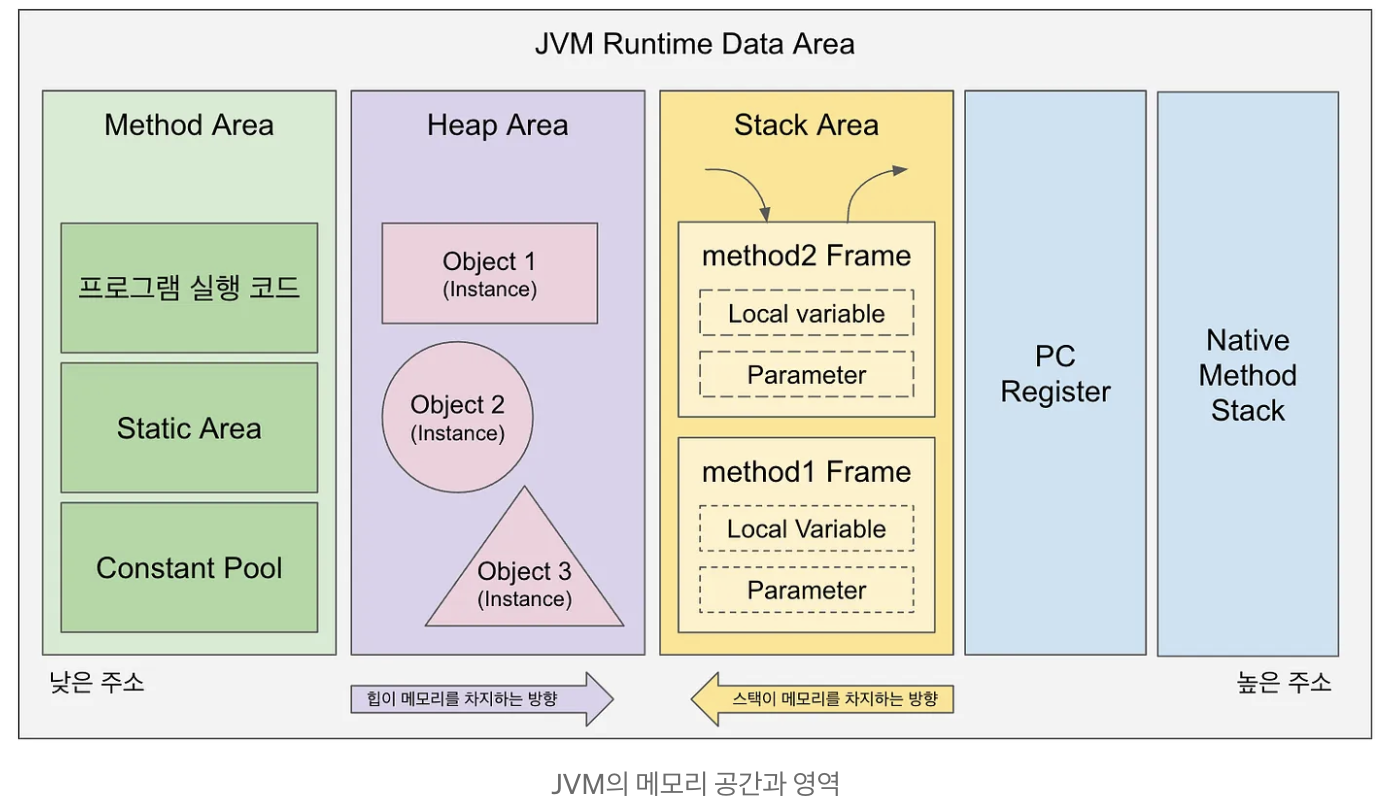 JVM Runtime Data Area
Method Area
프로그램 실행 코드
Static Area
Constant Pool
Heap Area
Object 1
(Instance)
Object 2
(Instance)
Object 3
(Instance)
Stack Area
method2 Frame
Local variable
Parameter
method1 Frame
Local Variable
Parameter
PC
Register
Native
Method
Stack
낮은 주소
힙이 메모리를 차지하는 방향
스택이 메모리를 차지하는 방향
높은 주소
JVM의 메모리 공간과 영역